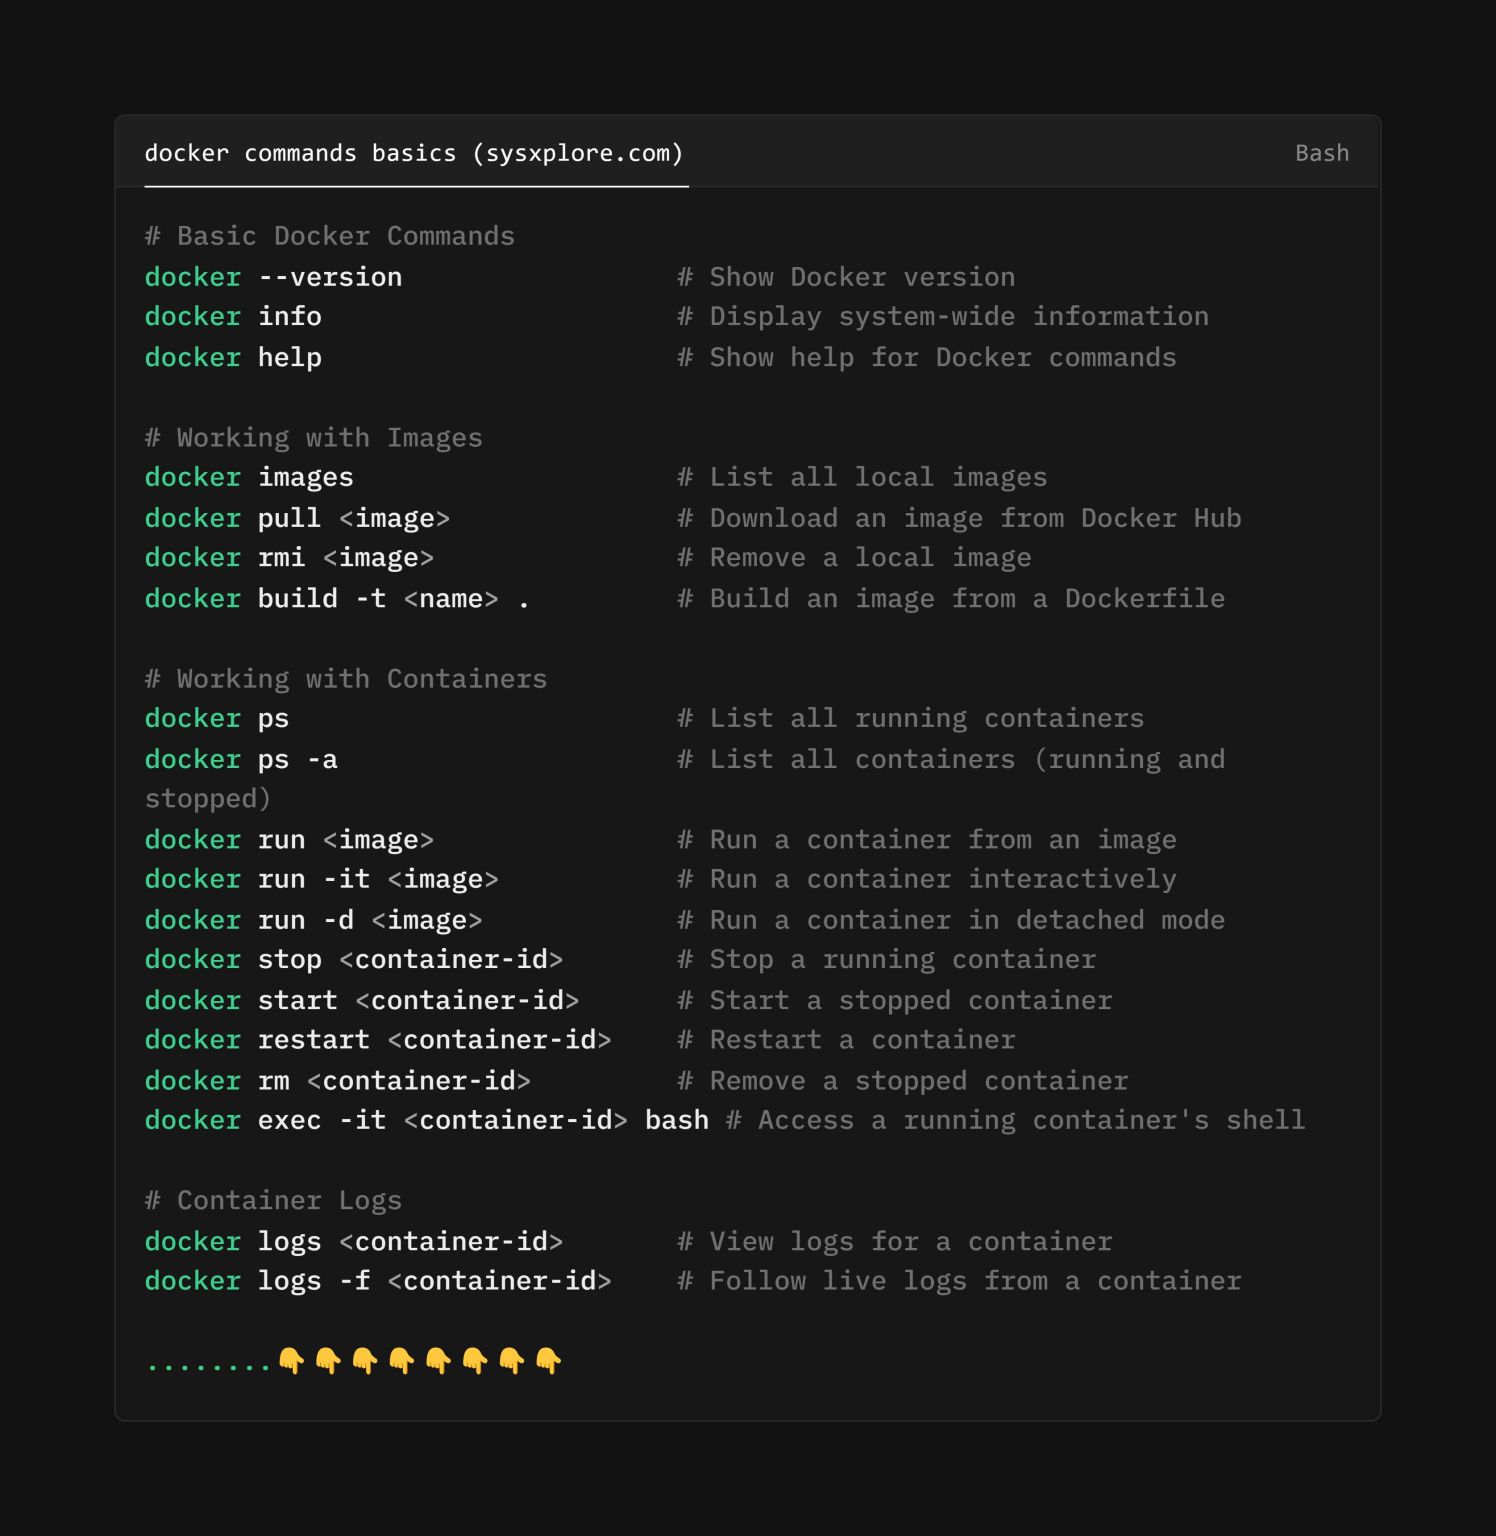 docker commands basics (sysxplore.com)
Bash
# Basic Docker Commands
docker --version # Show Docker version
docker info # Display system-wide information
docker help # Show help for Docker commands
# Working with Images
docker images # List all local images
docker pull <image> # Download an image from Docker Hub
docker rmi <image> # Remove a local image
docker build -t <name> . # Build an image from a Dockerfile
# Working with Containers
docker ps # List all running containers
docker ps -a # List all containers (running and
stopped)
docker run <image> # Run a container from an image
docker run -it <image> # Run a container interactively
docker run -d <image> # Run a container in detached mode
docker stop <container-id> # Stop a running container
docker start <container-id> # Start a stopped container
docker restart <container-id> # Restart a container
docker rm <container-id> # Remove a stopped container
docker exec -it <container-id> bash # Access a running container's shell
# Container Logs
docker logs <container-id> # View logs for a container
docker logs -f <container-id> # Follow live logs from a container
........👇👇👇👇👇👇👇👇